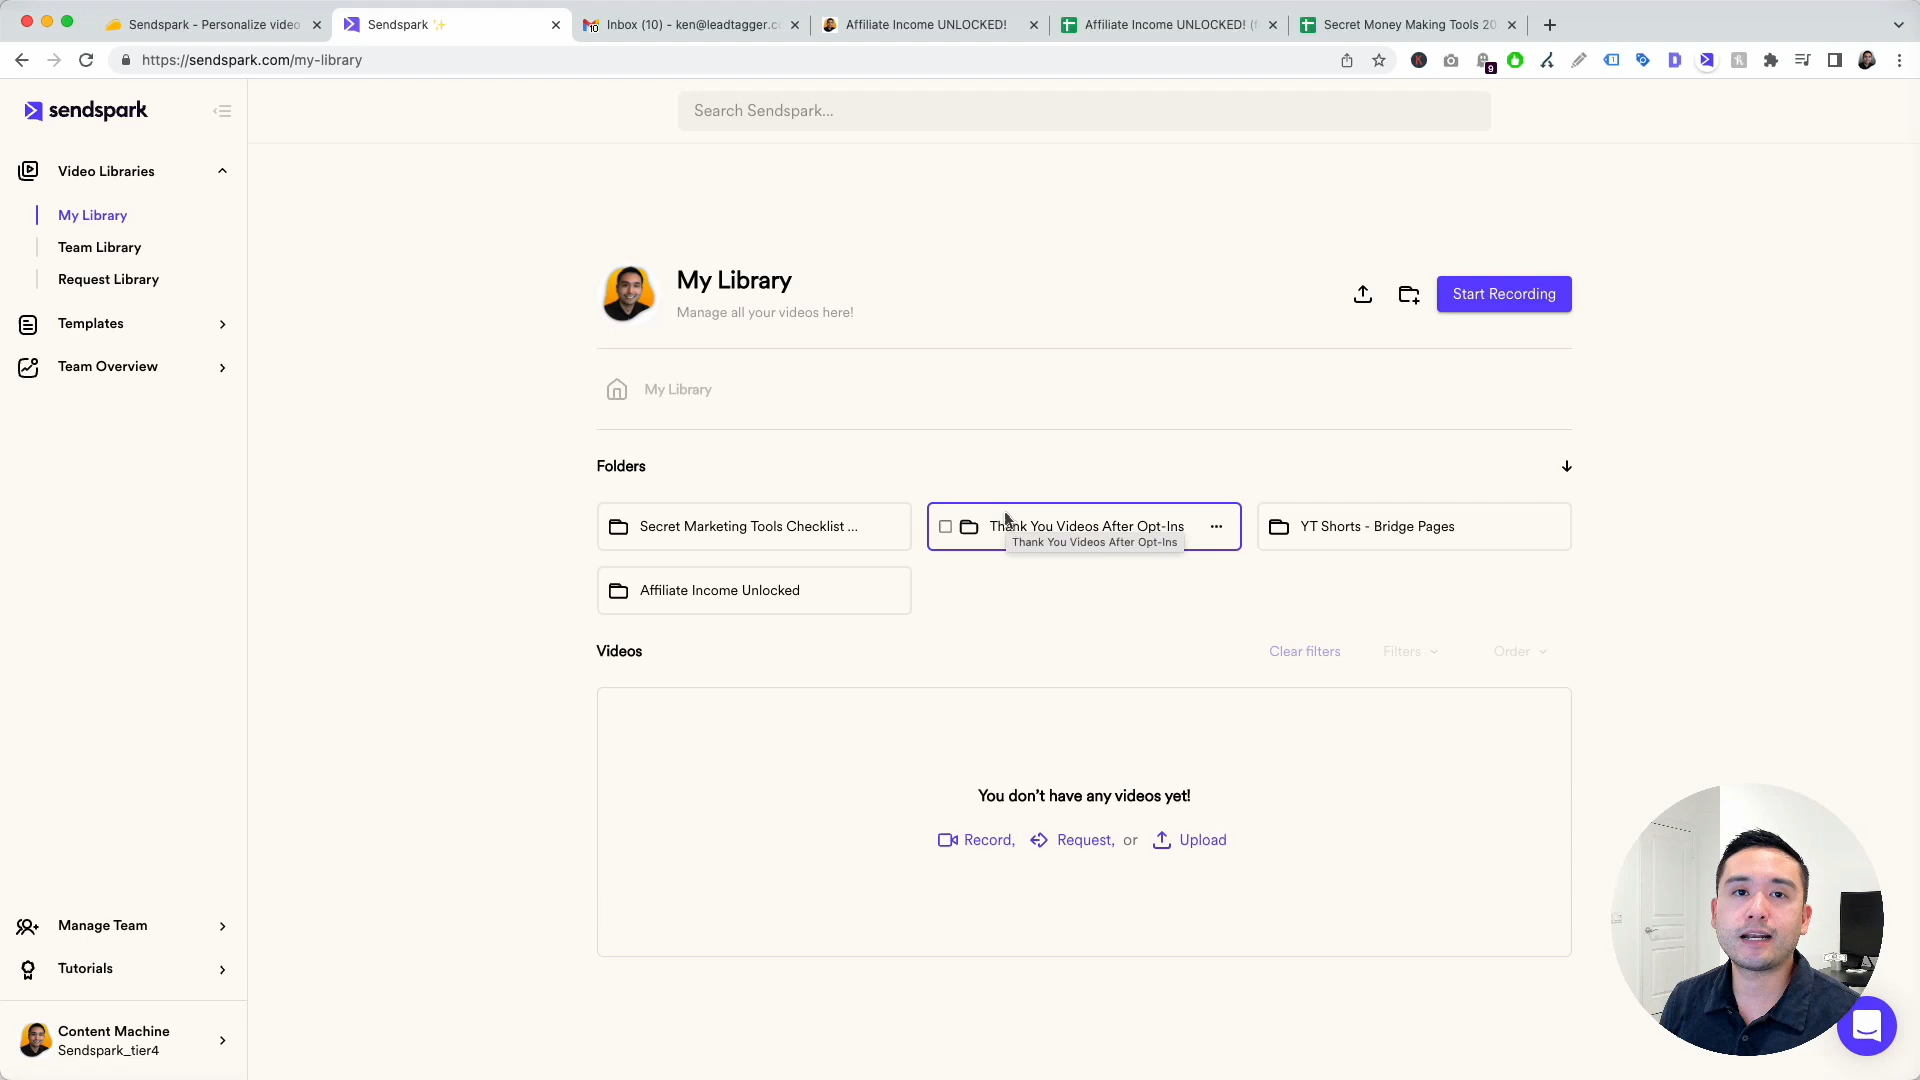 Sendspark - Personalize video
Sendspark ✨
Inbox (10) - ken@leadtagger.c
Affiliate Income UNLOCKED!
Affiliate Income UNLOCKED! (f
Secret Money Making Tools 20
https://sendspark.com/my-library
9
sendspark
Search Sendspark...
Video Libraries
My Library
Team Library
Request Library
Templates
Team Overview
My Library
Manage all your videos here!
Start Recording
My Library
Folders
Secret Marketing Tools Checklist ...
Thank You Videos After Opt-Ins
Thank You Videos After Opt-Ins
YT Shorts - Bridge Pages
Affiliate Income Unlocked
Videos
Clear filters
Filters
Order
You don't have any videos yet!
Record, Request, or Upload
Manage Team
Tutorials
Content Machine
Sendspark_tier4